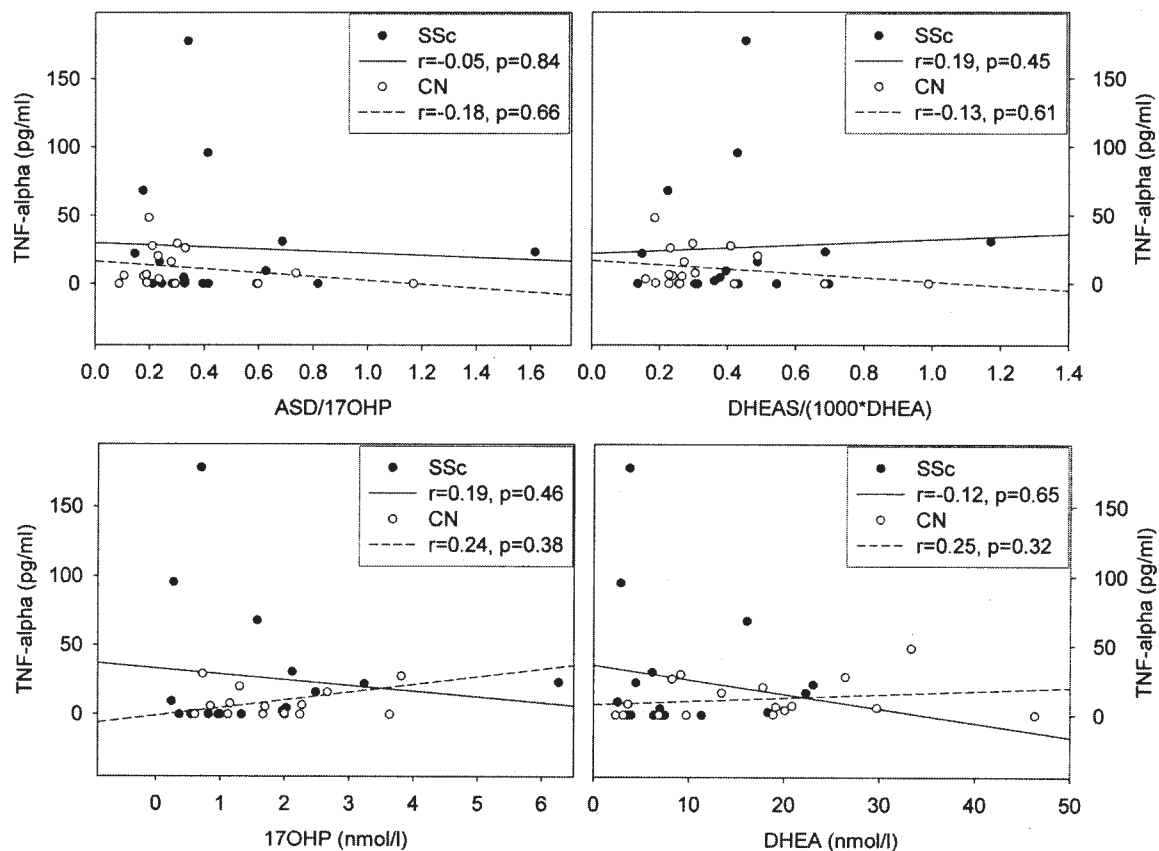 SSc
r=-0.05, p=0.84
CN
r=-0.18, p=0.66
TNF-alpha (pg/ml)
150
100
50
0
0.0 0.2 0.4 0.6 0.8 1.0 1.2 1.4 1.6
ASD/17OHP
SSc
r=0.19, p=0.45
CN
r=-0.13, p=0.61
150
100
50
0
TNF-alpha (pg/ml)
0.0 0.2 0.4 0.6 0.8 1.0 1.2 1.4
DHEAS/(1000*DHEA)
SSc
r=0.19, p=0.46
CN
r=0.24, p=0.38
TNF-alpha (pg/ml)
150
100
50
0
0 1 2 3 4 5 6
17OHP (nmol/l)
SSc
r=-0.12, p=0.65
CN
r=0.25, p=0.32
150
100
50
0
TNF-alpha (pg/ml)
0 10 20 30 40 50
DHEA (nmol/l)